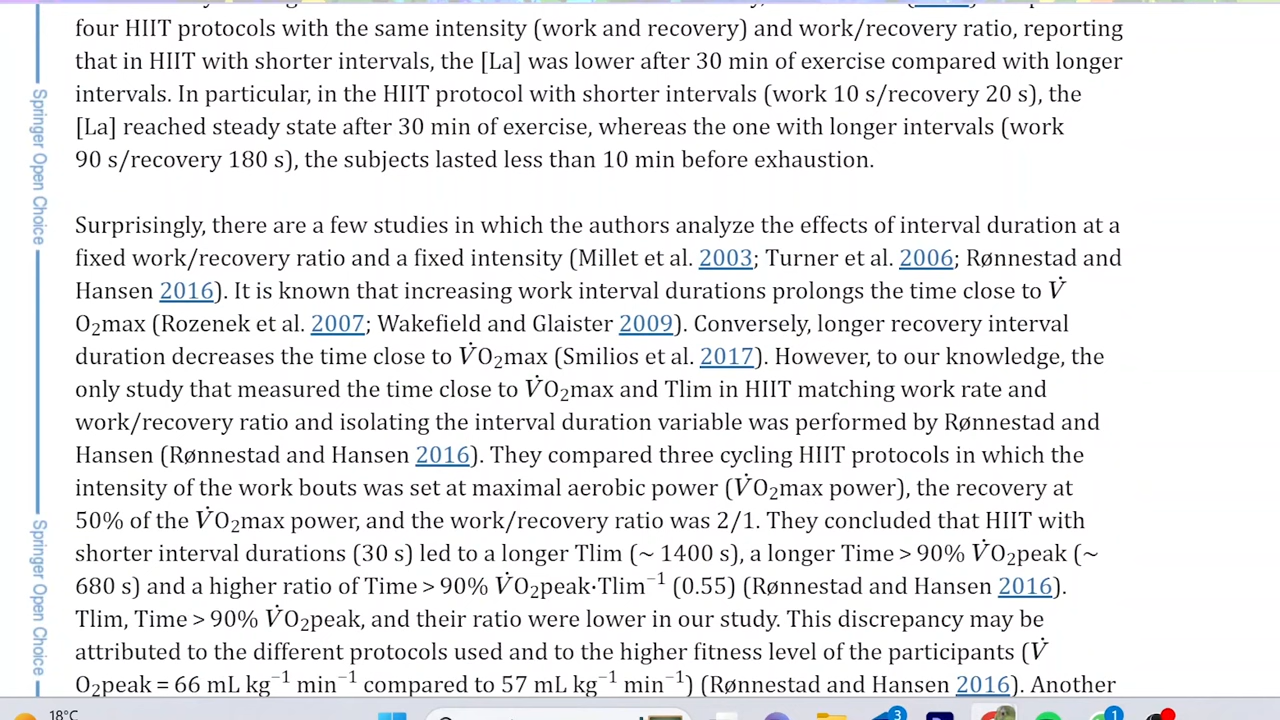 four HIIT protocols with the same intensity (work and recovery) and work/recovery ratio, reporting
that in HIIT with shorter intervals, the [La] was lower after 30 min of exercise compared with longer
intervals. In particular, in the HIIT protocol with shorter intervals (work 10 s/recovery 20 s), the
[La] reached steady state after 30 min of exercise, whereas the one with longer intervals (work
90 s/recovery 180 s), the subjects lasted less than 10 min before exhaustion.
Surprisingly, there are a few studies in which the authors analyze the effects of interval duration at a
fixed work/recovery ratio and a fixed intensity (Millet et al. 2003; Turner et al. 2006; Rønnestad and
Hansen 2016). It is known that increasing work interval durations prolongs the time close to V̇
O₂max (Rozenek et al. 2007; Wakefield and Glaister 2009). Conversely, longer recovery interval
duration decreases the time close to V̇O₂max (Smilios et al. 2017). However, to our knowledge, the
only study that measured the time close to V̇O₂max and Tlim in HIIT matching work rate and
work/recovery ratio and isolating the interval duration variable was performed by Rønnestad and
Hansen (Rønnestad and Hansen 2016). They compared three cycling HIIT protocols in which the
intensity of the work bouts was set at maximal aerobic power (V̇O₂max power), the recovery at
50% of the V̇O₂max power, and the work/recovery ratio was 2/1. They concluded that HIIT with
shorter interval durations (30 s) led to a longer Tlim (~ 1400 s), a longer Time > 90% V̇O₂peak (~
680 s) and a higher ratio of Time > 90% V̇O₂peak·Tlim⁻¹ (0.55) (Rønnestad and Hansen 2016).
Tlim, Time > 90% V̇O₂peak, and their ratio were lower in our study. This discrepancy may be
attributed to the different protocols used and to the higher fitness level of the participants (V̇
O₂peak = 66 mL kg⁻¹ min⁻¹ compared to 57 mL kg⁻¹ min⁻¹) (Rønnestad and Hansen 2016). Another
Springer Open Choice
Springer Open Choice
18°C
3
1